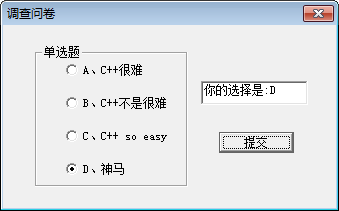 调查问卷
单选题
A、C++很难
B、C++不是很难
C、C++ so easy
D、神马
你的选择是:D
提交